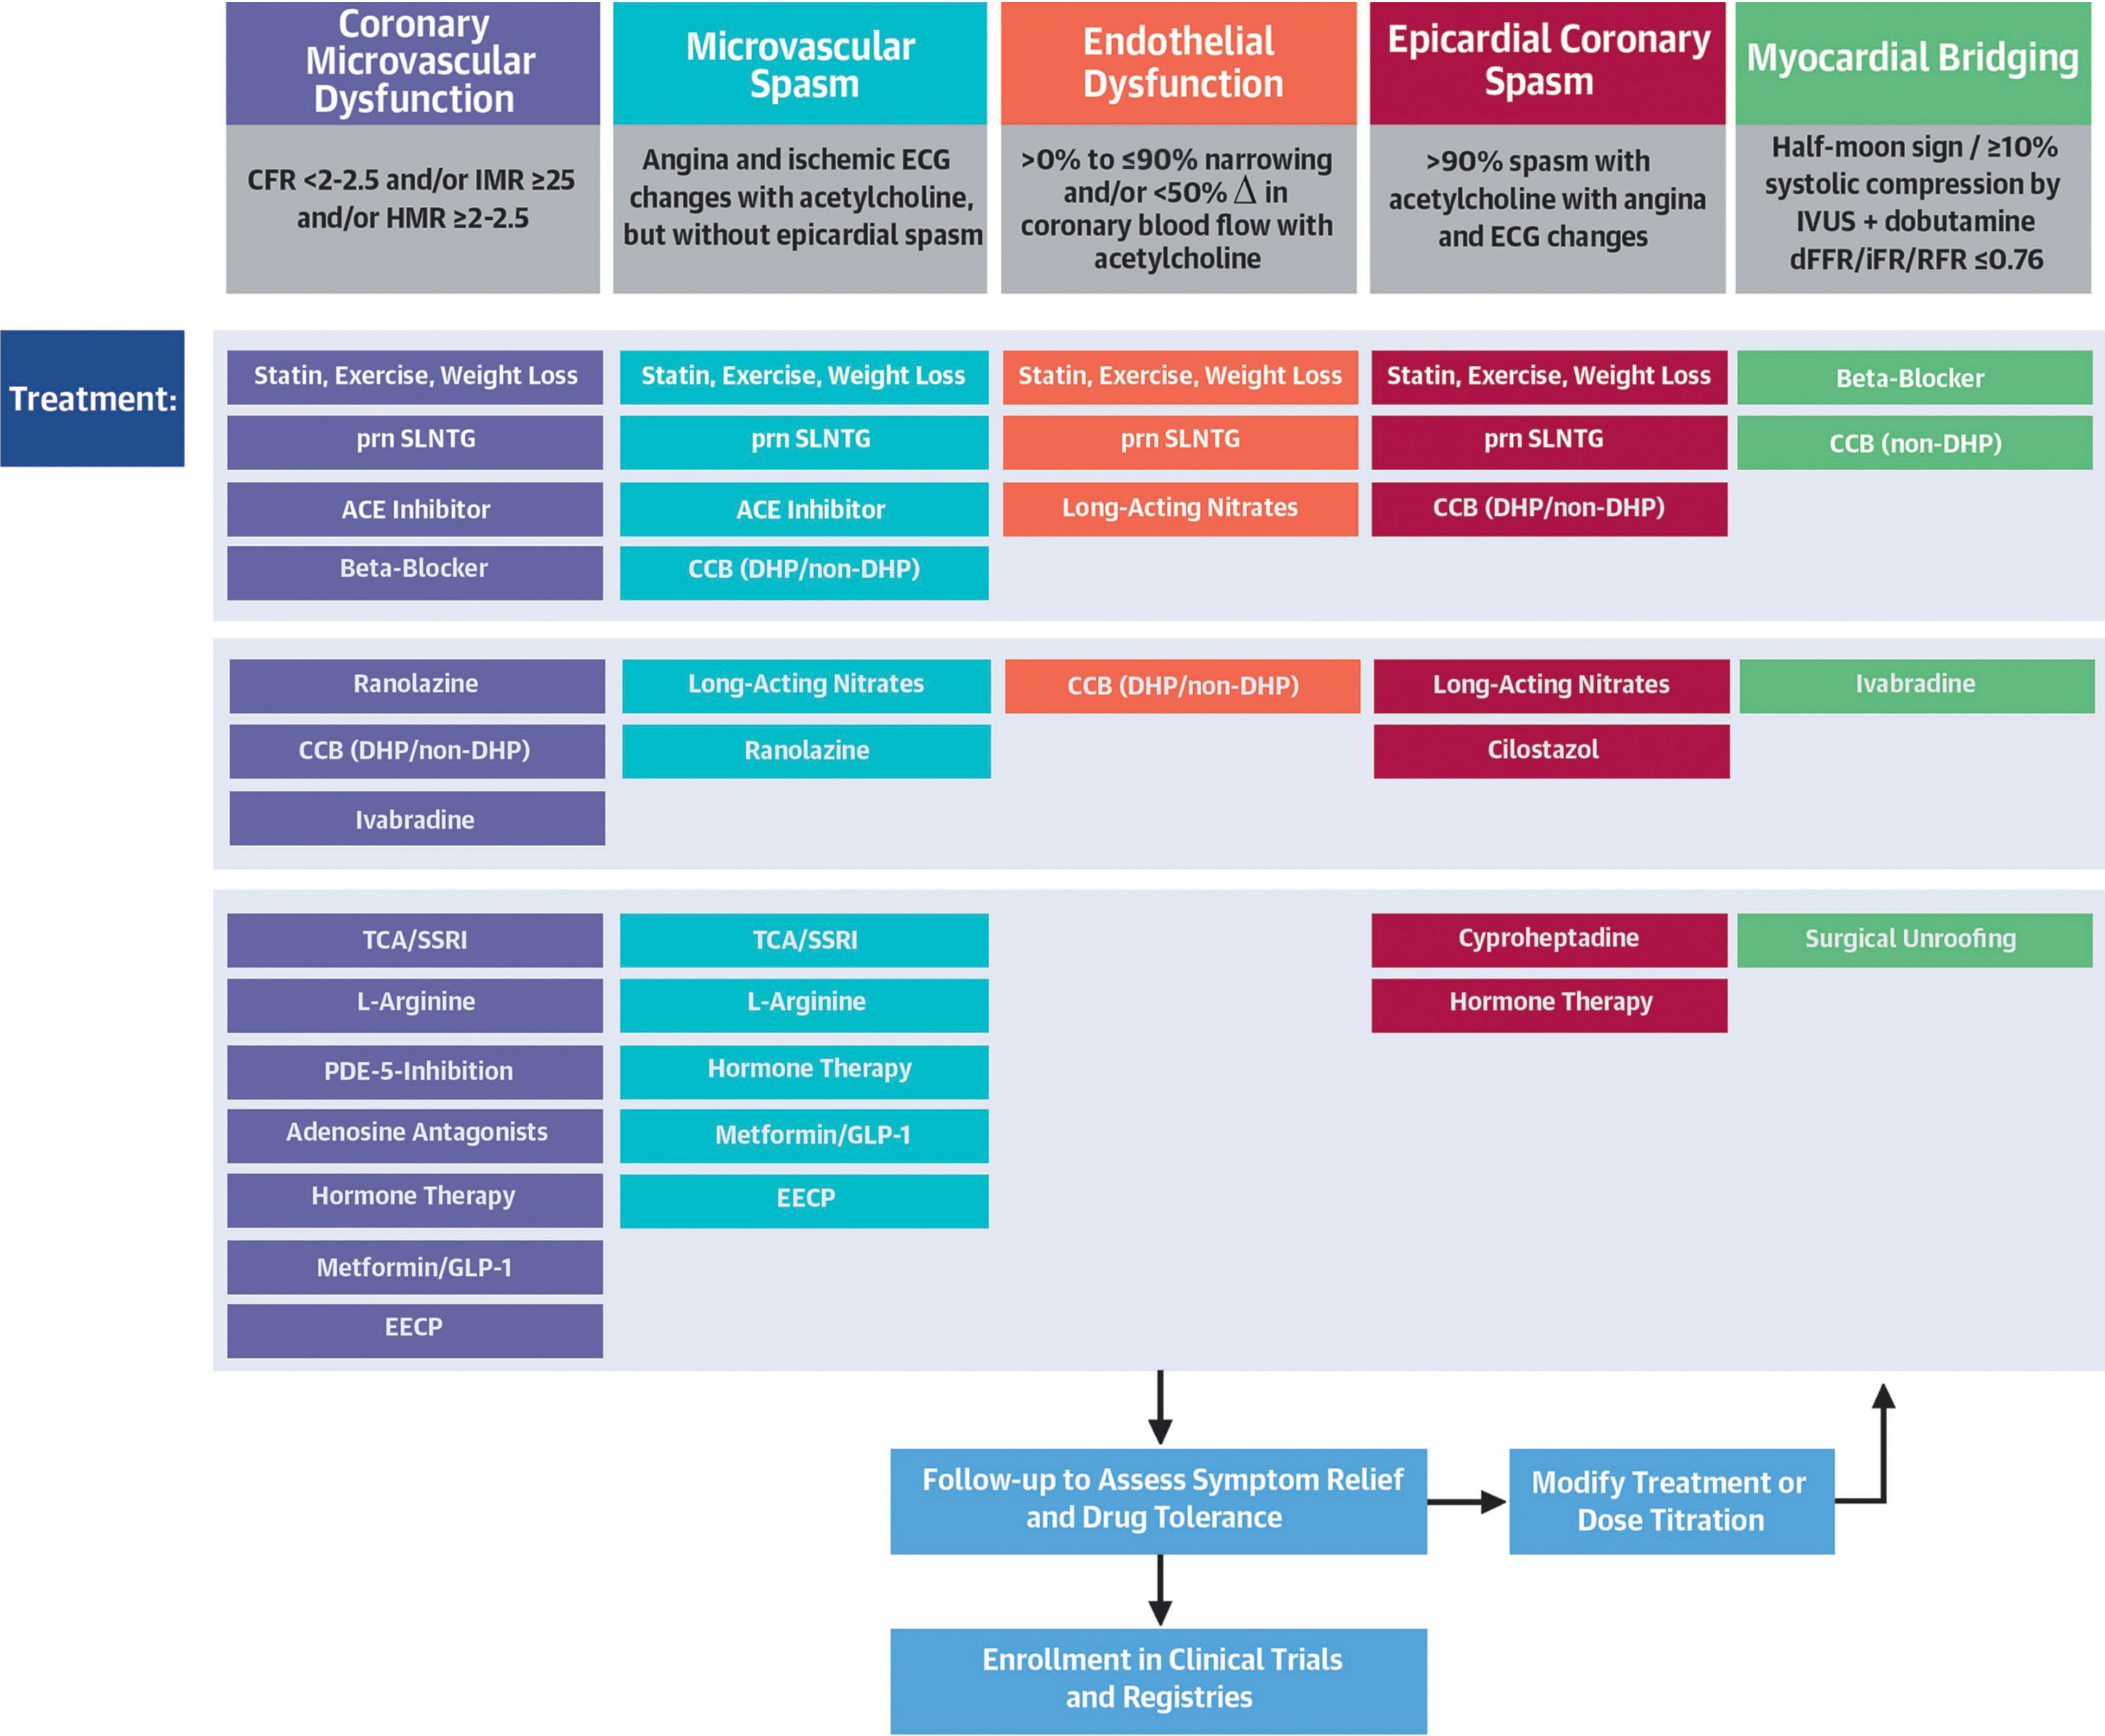 Coronary
Microvascular
Dysfunction
CFR <2-2.5 and/or IMR ≥25
and/or HMR ≥2-2.5
Microvascular
Spasm
Angina and ischemic ECG
changes with acetylcholine,
but without epicardial spasm
Endothelial
Dysfunction
>0% to ≤90% narrowing
and/or <50% Δ in
coronary blood flow with
acetylcholine
Epicardial Coronary
Spasm
>90% spasm with
acetylcholine with angina
and ECG changes
Myocardial Bridging
Half-moon sign / ≥10%
systolic compression by
IVUS + dobutamine
dFFR/iFR/RFR ≤0.76
Treatment:
Statin, Exercise, Weight Loss
prn SLNTG
ACE Inhibitor
Beta-Blocker
Statin, Exercise, Weight Loss
prn SLNTG
ACE Inhibitor
CCB (DHP/non-DHP)
Statin, Exercise, Weight Loss
prn SLNTG
Long-Acting Nitrates
Statin, Exercise, Weight Loss
prn SLNTG
CCB (DHP/non-DHP)
Beta-Blocker
CCB (non-DHP)
Ranolazine
CCB (DHP/non-DHP)
Ivabradine
Long-Acting Nitrates
Ranolazine
CCB (DHP/non-DHP)
Long-Acting Nitrates
Cilostazol
Ivabradine
TCA/SSRI
L-Arginine
PDE-5-Inhibition
Adenosine Antagonists
Hormone Therapy
Metformin/GLP-1
EECP
TCA/SSRI
L-Arginine
Hormone Therapy
Metformin/GLP-1
EECP
Cyproheptadine
Hormone Therapy
Surgical Unroofing
Follow-up to Assess Symptom Relief
and Drug Tolerance
Modify Treatment or
Dose Titration
Enrollment in Clinical Trials
and Registries